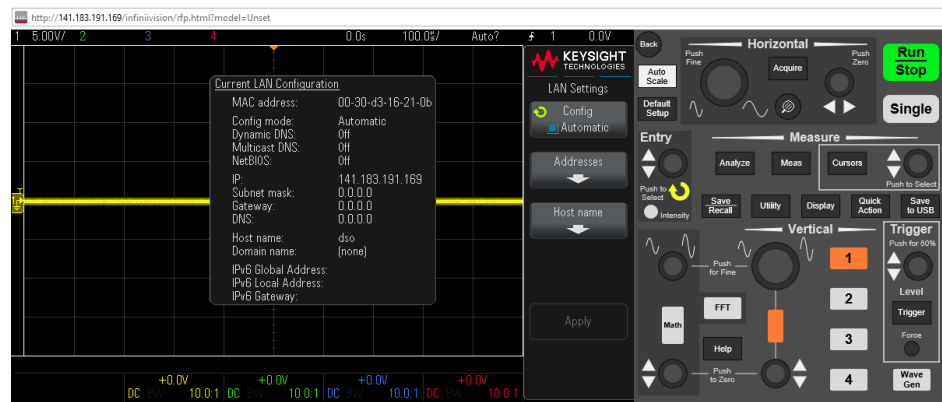 http://141.183.191.169/infiniivision/rfp.html?model=Unset
1 5.00V/ 2 3 4 0.0s 100.0%/ Auto? 1 0.0V
KEYSIGHT
TECHNOLOGIES
LAN Settings
Config
Automatic
Addresses
Host name
Apply
Current LAN Configuration
MAC address: 00-30-d3-16-21-0b
Config mode: Automatic
Dynamic DNS: Off
Multicast DNS: Off
NetBIOS: Off
IP: 141.183.191.169
Subnet mask: 0.0.0.0
Gateway: 0.0.0.0
DNS: 0.0.0.0
Host name: dso
Domain name: (none)
IPv6 Global Address:
IPv6 Local Address:
IPv6 Gateway:
+0.0V +0.0V +0.0V +0.0V
DC BW 10.0:1 DC BW 10.0:1 DC BW 10.0:1 DC BW 10.0:1
Back
Horizontal
Push
Fine
Push
Zero
Auto
Scale
Acquire
Run
Stop
Default
Setup
Single
Entry
Measure
Analyze
Meas
Cursors
Push to
Select
Push to Select
Intensity
Save
Recall
Utility
Display
Quick
Action
Save
to USB
Vertical
Trigger
Push for 50%
Push
for Fine
1
Level
FFT
2
Trigger
Math
3
Force
Help
Push
to Zero
4
Wave
Gen